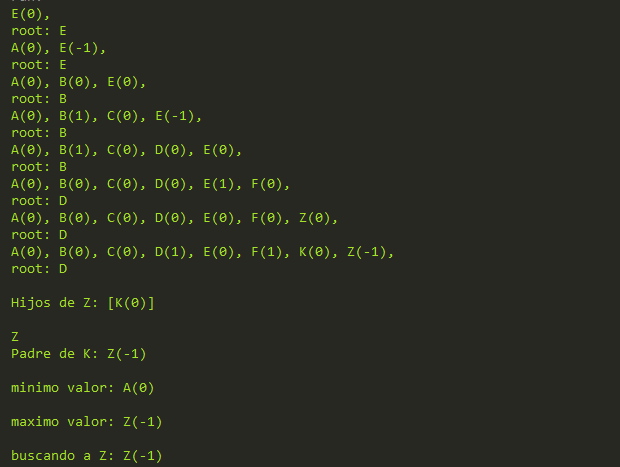 E(0),
root: E
A(0), E(-1),
root: E
A(0), B(0), E(0),
root: B
A(0), B(1), C(0), E(-1),
root: B
A(0), B(1), C(0), D(0), E(0),
root: B
A(0), B(0), C(0), D(0), E(1), F(0),
root: D
A(0), B(0), C(0), D(0), E(0), F(0), Z(0),
root: D
A(0), B(0), C(0), D(1), E(0), F(1), K(0), Z(-1),
root: D
Hijos de Z: [K(0)]
Z
Padre de K: Z(-1)
minimo valor: A(0)
maximo valor: Z(-1)
buscando a Z: Z(-1)